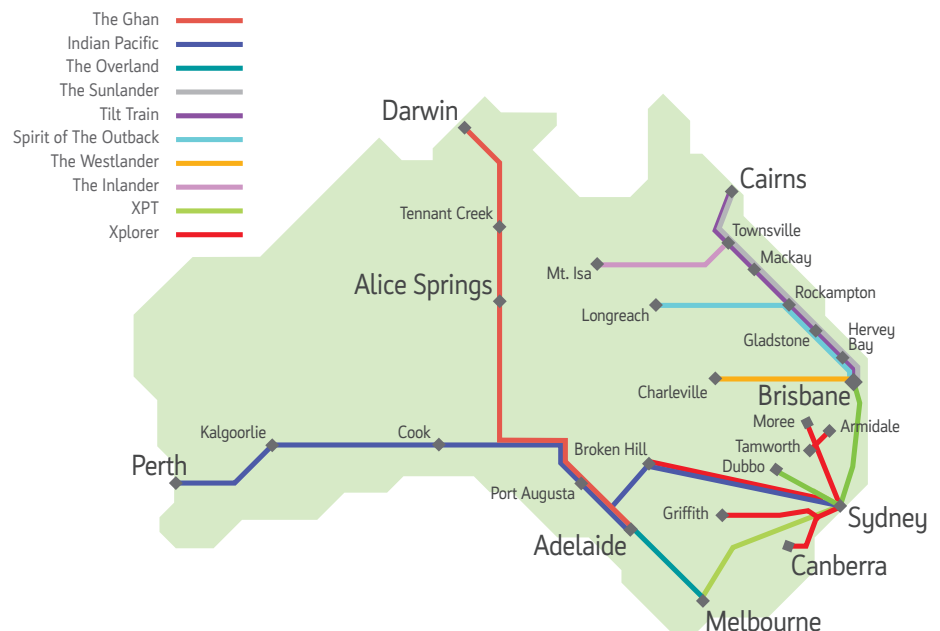 The Ghan
Indian Pacific
The Overland
The Sunlander
Tilt Train
Spirit of The Outback
The Westlander
The Inlander
XPT
Xplorer
Darwin
Cairns
Tennant Creek
Townsville
Mackay
Mt. Isa
Alice Springs
Rockampton
Longreach
Gladstone
Hervey
Bay
Charleville
Brisbane
Moree
Armidale
Kalgoorlie
Cook
Broken Hill
Tamworth
Dubbo
Perth
Port Augusta
Griffith
Sydney
Adelaide
Canberra
Melbourne